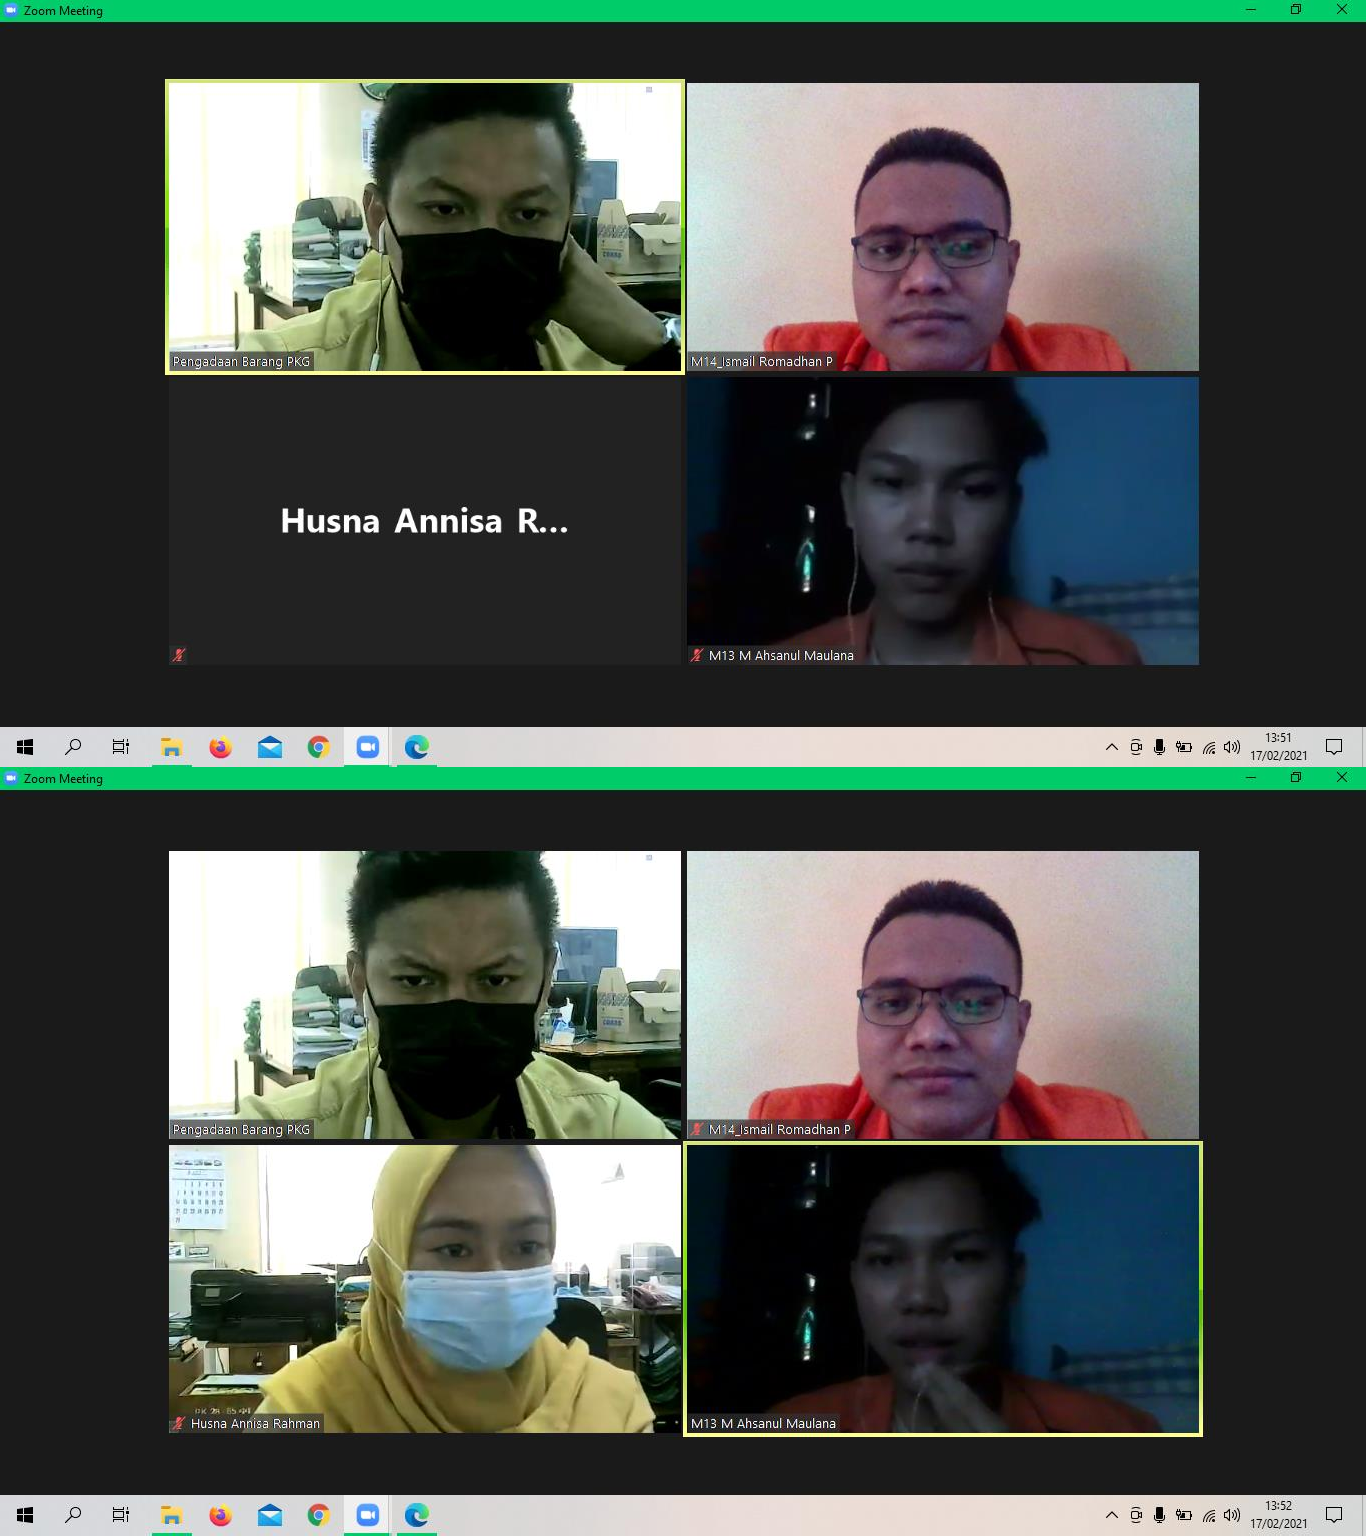 Zoom Meeting
Pengadaan Barang PKG
M14_Ismail Romadhan P
Husna Annisa R...
M13 M Ahsanul Maulana
13:51
17/02/2021
Zoom Meeting
Pengadaan Barang PKG
M14_Ismail Romadhan P
Husna Annisa Rahman
M13 M Ahsanul Maulana
13:52
17/02/2021